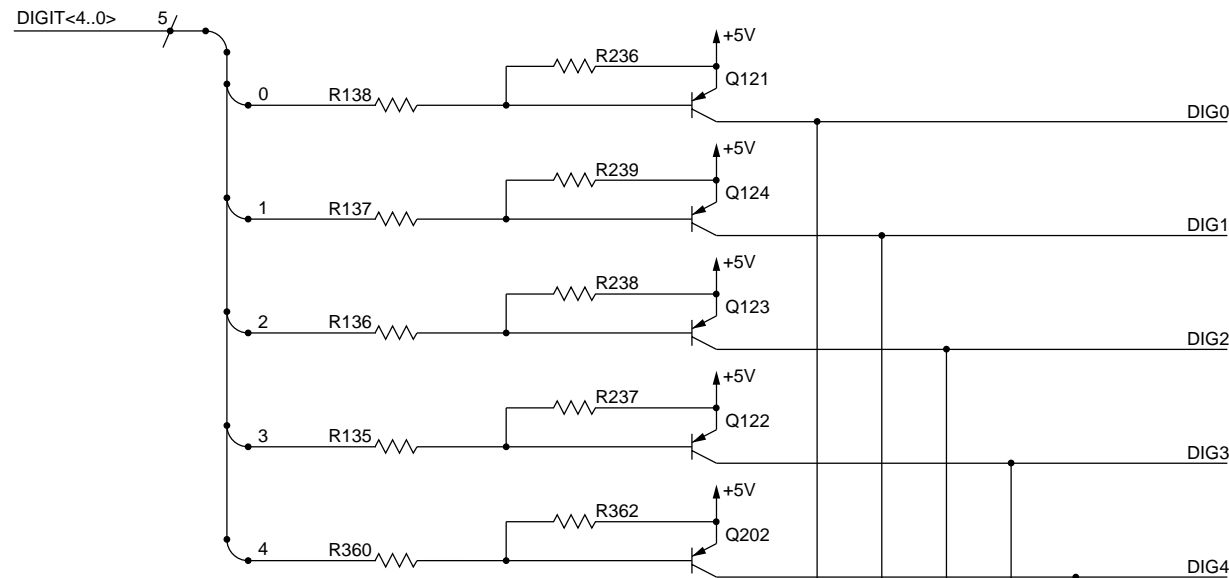 DIGIT<4..0> 5
+5V
R236
Q121
0 R138
DIG0
+5V
R239
Q124
1 R137
DIG1
+5V
R238
Q123
2 R136
DIG2
+5V
R237
Q122
3 R135
DIG3
+5V
R362
Q202
4 R360
DIG4